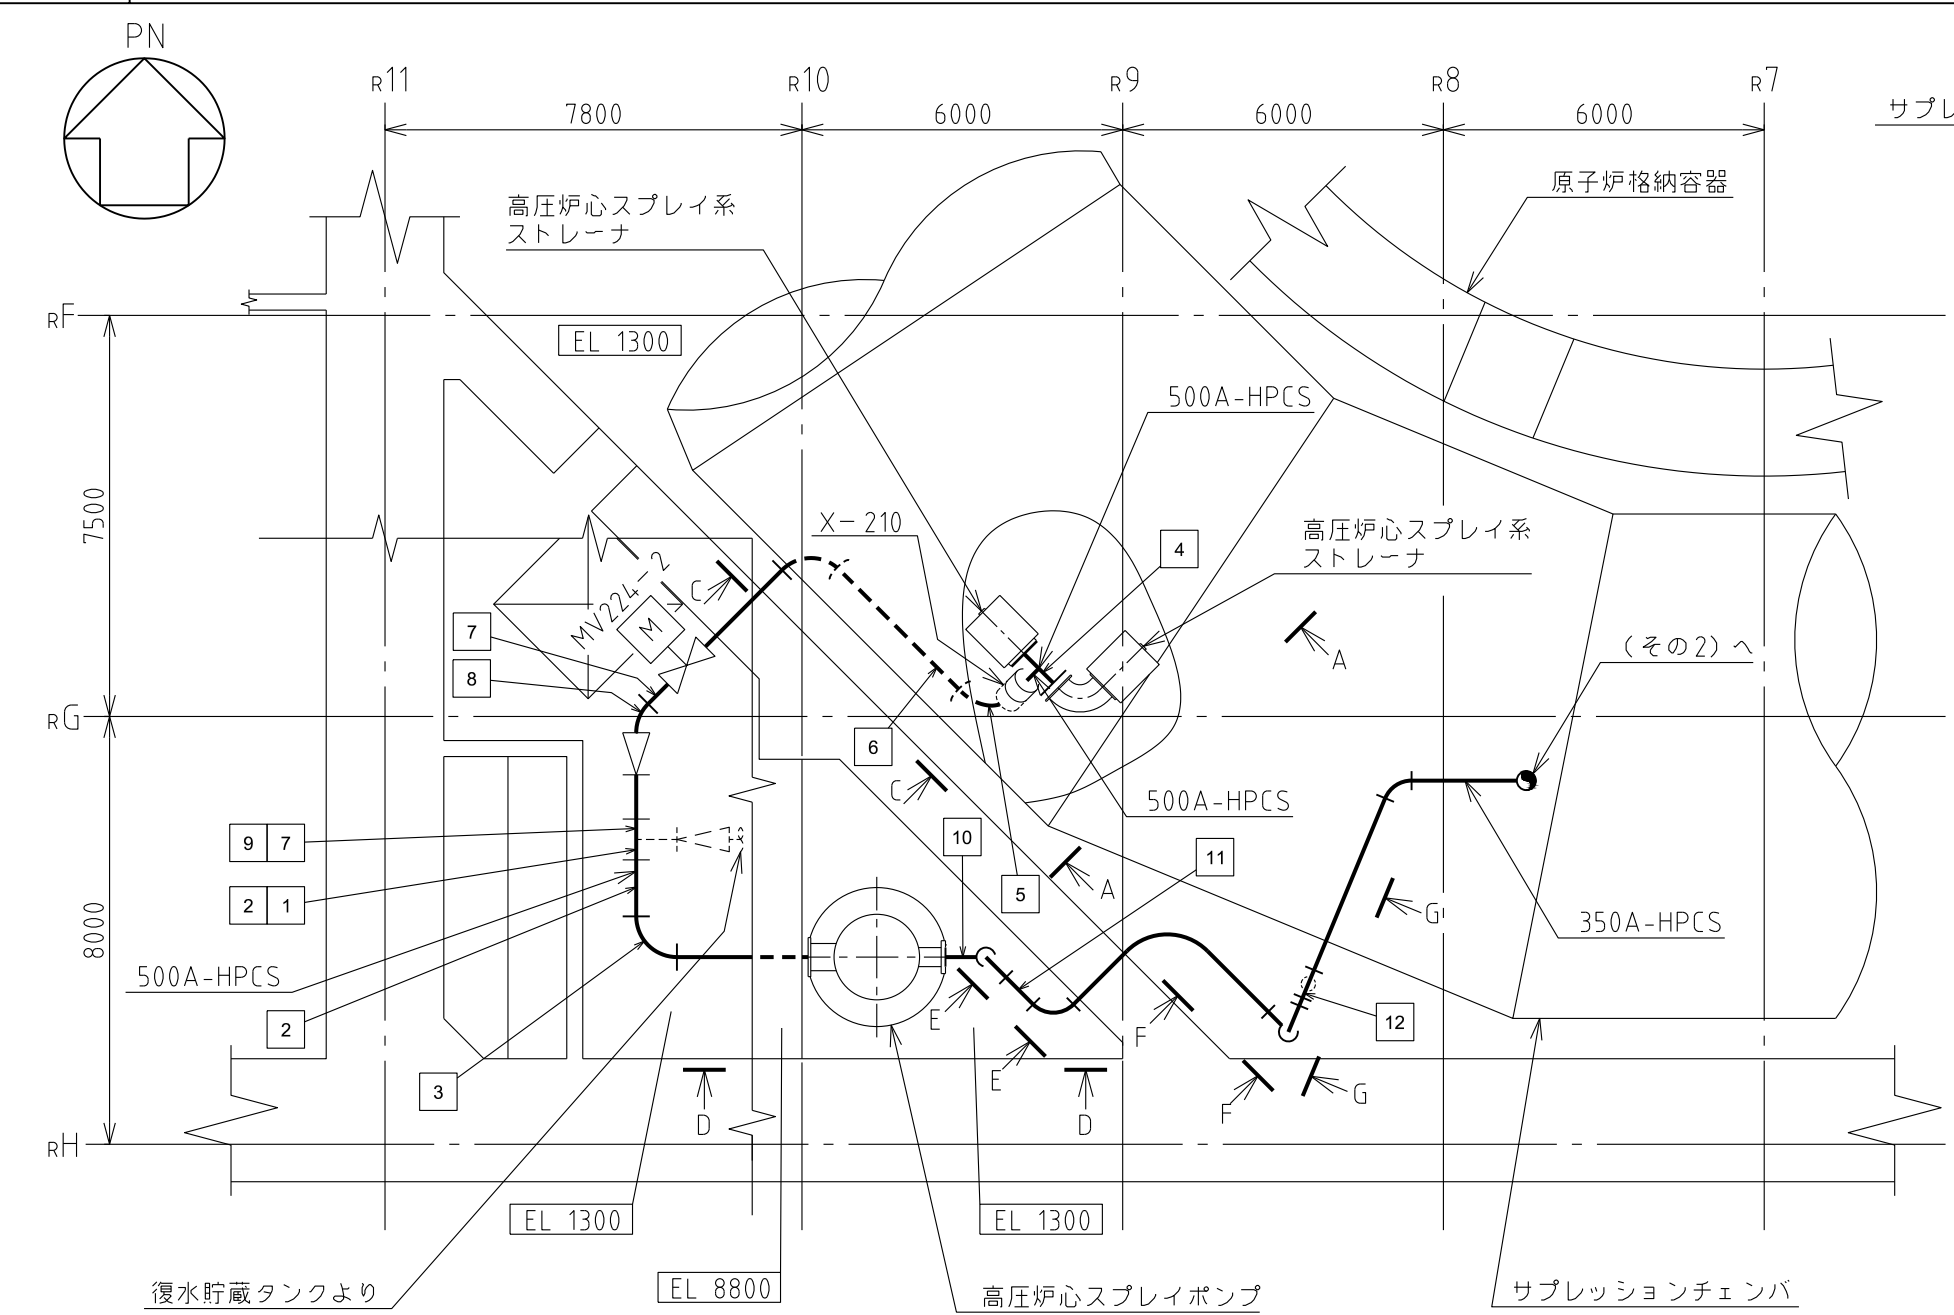 PN
R11
R10
R9
R8
R7
7800
6000
6000
6000
サプレ
原子炉格納容器
高圧炉心スプレイ系
ストレーナ
RF
EL 1300
500A-HPCS
7500
X-210
4
高圧炉心スプレイ系
ストレーナ
C
MV224-2
M
7
8
A
(その2)へ
RG
6
C
500A-HPCS
9 7
10
11
5
A
2 1
G
350A-HPCS
8000
500A-HPCS
2
E
F
12
3
E
D
D
F
G
RH
EL 1300
EL 1300
EL 8800
復水貯蔵タンクより
高圧炉心スプレイポンプ
サプレッションチェンバ